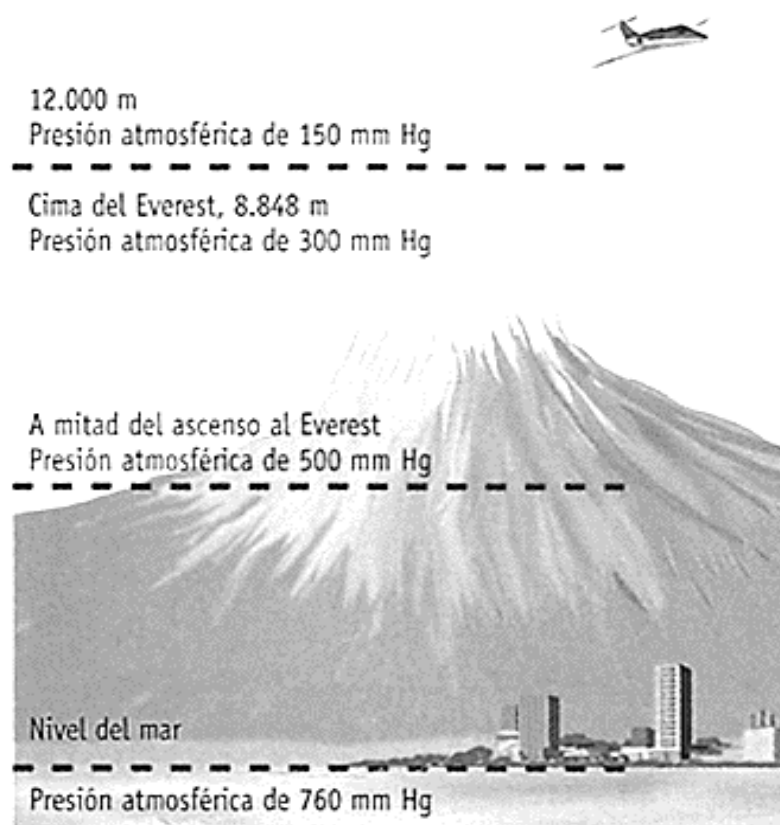 12.000 m
Presión atmosférica de 150 mm Hg
Cima del Everest, 8.848 m
Presión atmosférica de 300 mm Hg
A mitad del ascenso al Everest
Presión atmosférica de 500 mm Hg
Nivel del mar
Presión atmosférica de 760 mm Hg